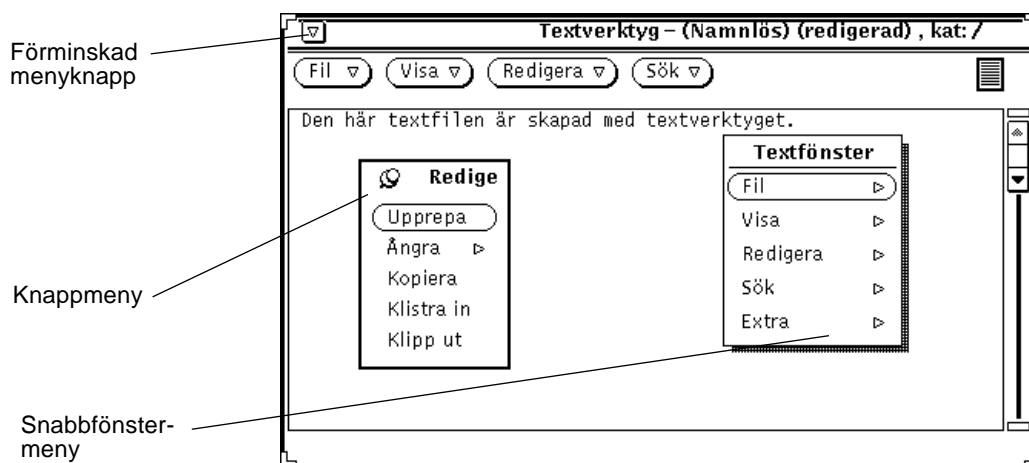 Förminskad
menyknapp
Textverktyg – (Namnlös) (redigerad) , kat: /
Fil Visa Redigera Sök
Den här textfilen är skapad med textverktyget.
Redige
Upprepa
Ångra
Kopiera
Klistra in
Klipp ut
Textfönster
Fil
Visa
Redigera
Sök
Extra
Knappmeny
Snabbfönster-
meny